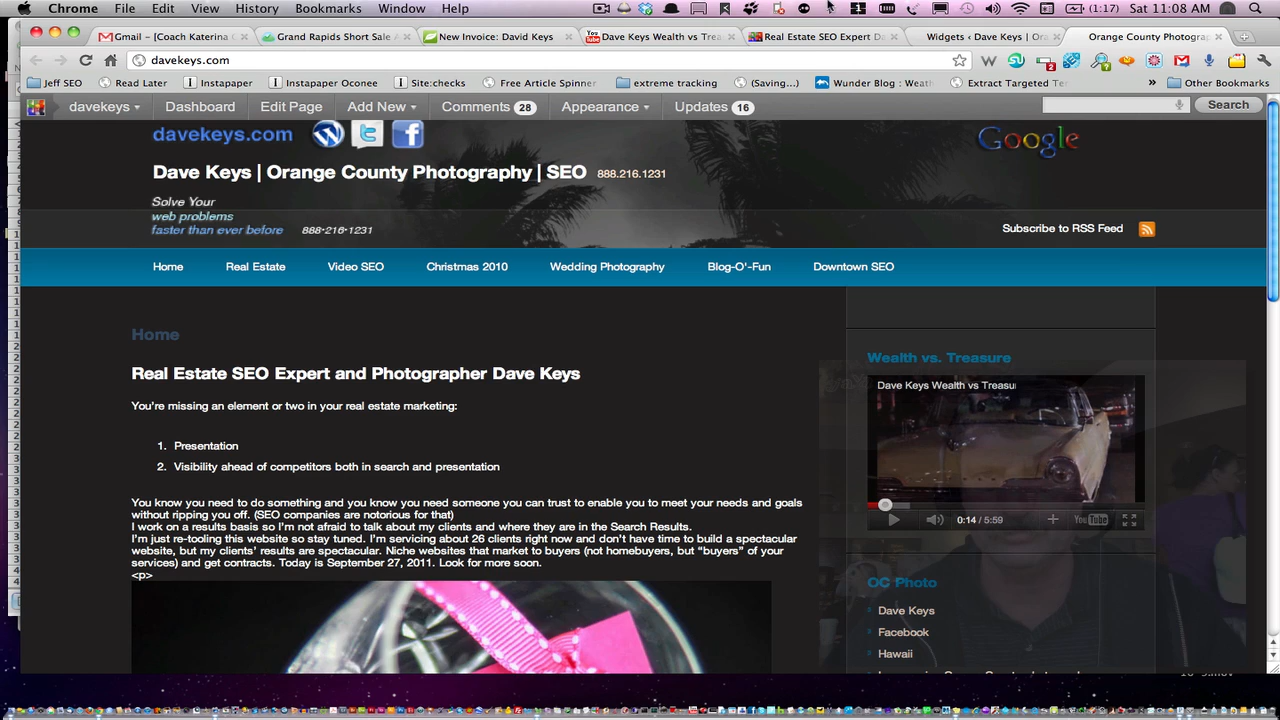 Chrome File Edit View History Bookmarks Window Help (1:17) Sat 11:08 AM
Gmail – [Coach Katerina C
Grand Rapids Short Sale
New Invoice: David Keys
Dave Keys Wealth vs Trea
Real Estate SEO Expert D
Widgets ‹ Dave Keys | Ora
Orange County Photograp
davekeys.com
Jeff SEO Read Later Instapaper Instapaper Ocone Site:checks Free Article Spinner extreme tracking (Saving...) Wunder Blog : Weath Extract Targeted Ter » Other Bookmarks
davekeys Dashboard Edit Page Add New Comments 28 Appearance Updates 16 Search
davekeys.com
Google
Dave Keys | Orange County Photography | SEO 888.216.1231
Solve Your
web problems
faster than ever before 888-216-1231
Subscribe to RSS Feed
Home Real Estate Video SEO Christmas 2010 Wedding Photography Blog-O'-Fun Downtown SEO
Home
Real Estate SEO Expert and Photographer Dave Keys
You're missing an element or two in your real estate marketing:
1. Presentation
2. Visibility ahead of competitors both in search and presentation
You know you need to do something and you know you need someone you can trust to enable you to meet your needs and goals
without ripping you off. (SEO companies are notorious for that)
I work on a results basis so I'm not afraid to talk about my clients and where they are in the Search Results.
I'm just re-tooling this website so stay tuned. I'm servicing about 26 clients right now and don't have time to build a spectacular
website, but my clients' results are spectacular. Niche websites that market to buyers (not homebuyers, but "buyers" of your
services) and get contracts. Today is September 27, 2011. Look for more soon.
<p>
Wealth vs. Treasure
Dave Keys Wealth vs Treasu
0:14 / 5:59 YouTube
OC Photo
Dave Keys
Facebook
Hawaii